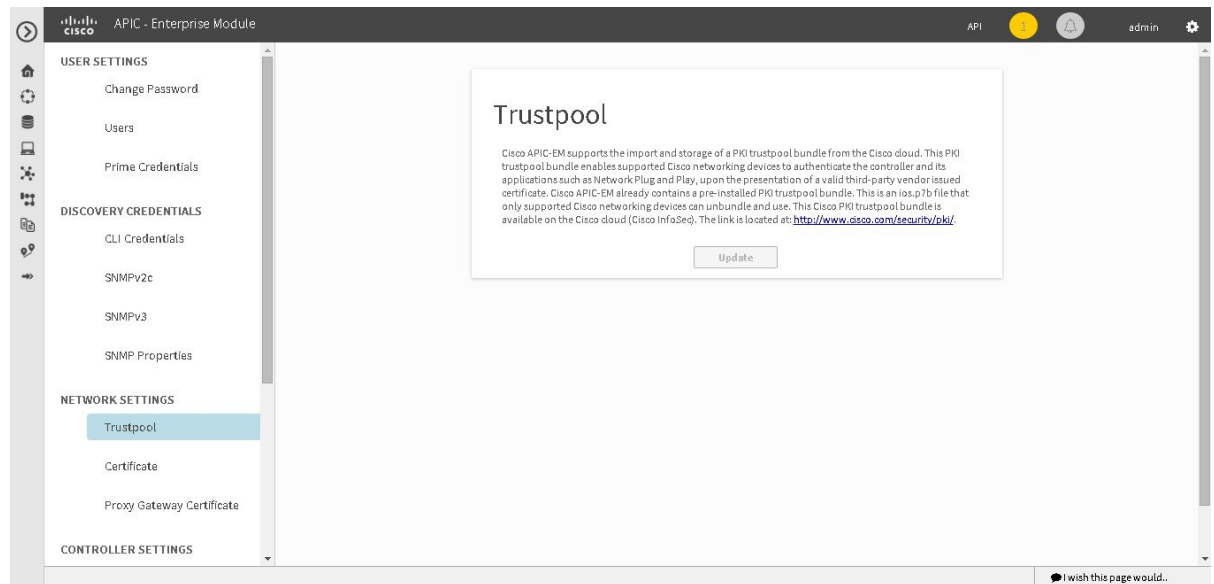 CISCO
APIC - Enterprise Module
API
1
admin
USER SETTINGS
Change Password
Users
Prime Credentials
DISCOVERY CREDENTIALS
CLI Credentials
SNMPv2c
SNMPv3
SNMP Properties
NETWORK SETTINGS
Trustpool
Certificate
Proxy Gateway Certificate
CONTROLLER SETTINGS
Trustpool
Cisco APIC-EM supports the import and storage of a PKI trustpool bundle from the Cisco cloud. This PKI
trustpool bundle enables supported Cisco networking devices to authenticate the controller and its
applications such as Network Plug and Play, upon the presentation of a valid third-party vendor issued
certificate. Cisco APIC-EM already contains a pre-installed PKI trustpool bundle. This is an ios.p7b file that
only supported Cisco networking devices can unbundle and use. This Cisco PKI trustpool bundle is
available on the Cisco cloud (Cisco InfoSec). The link is located at: http://www.cisco.com/security/pki/.
Update
I wish this page would..